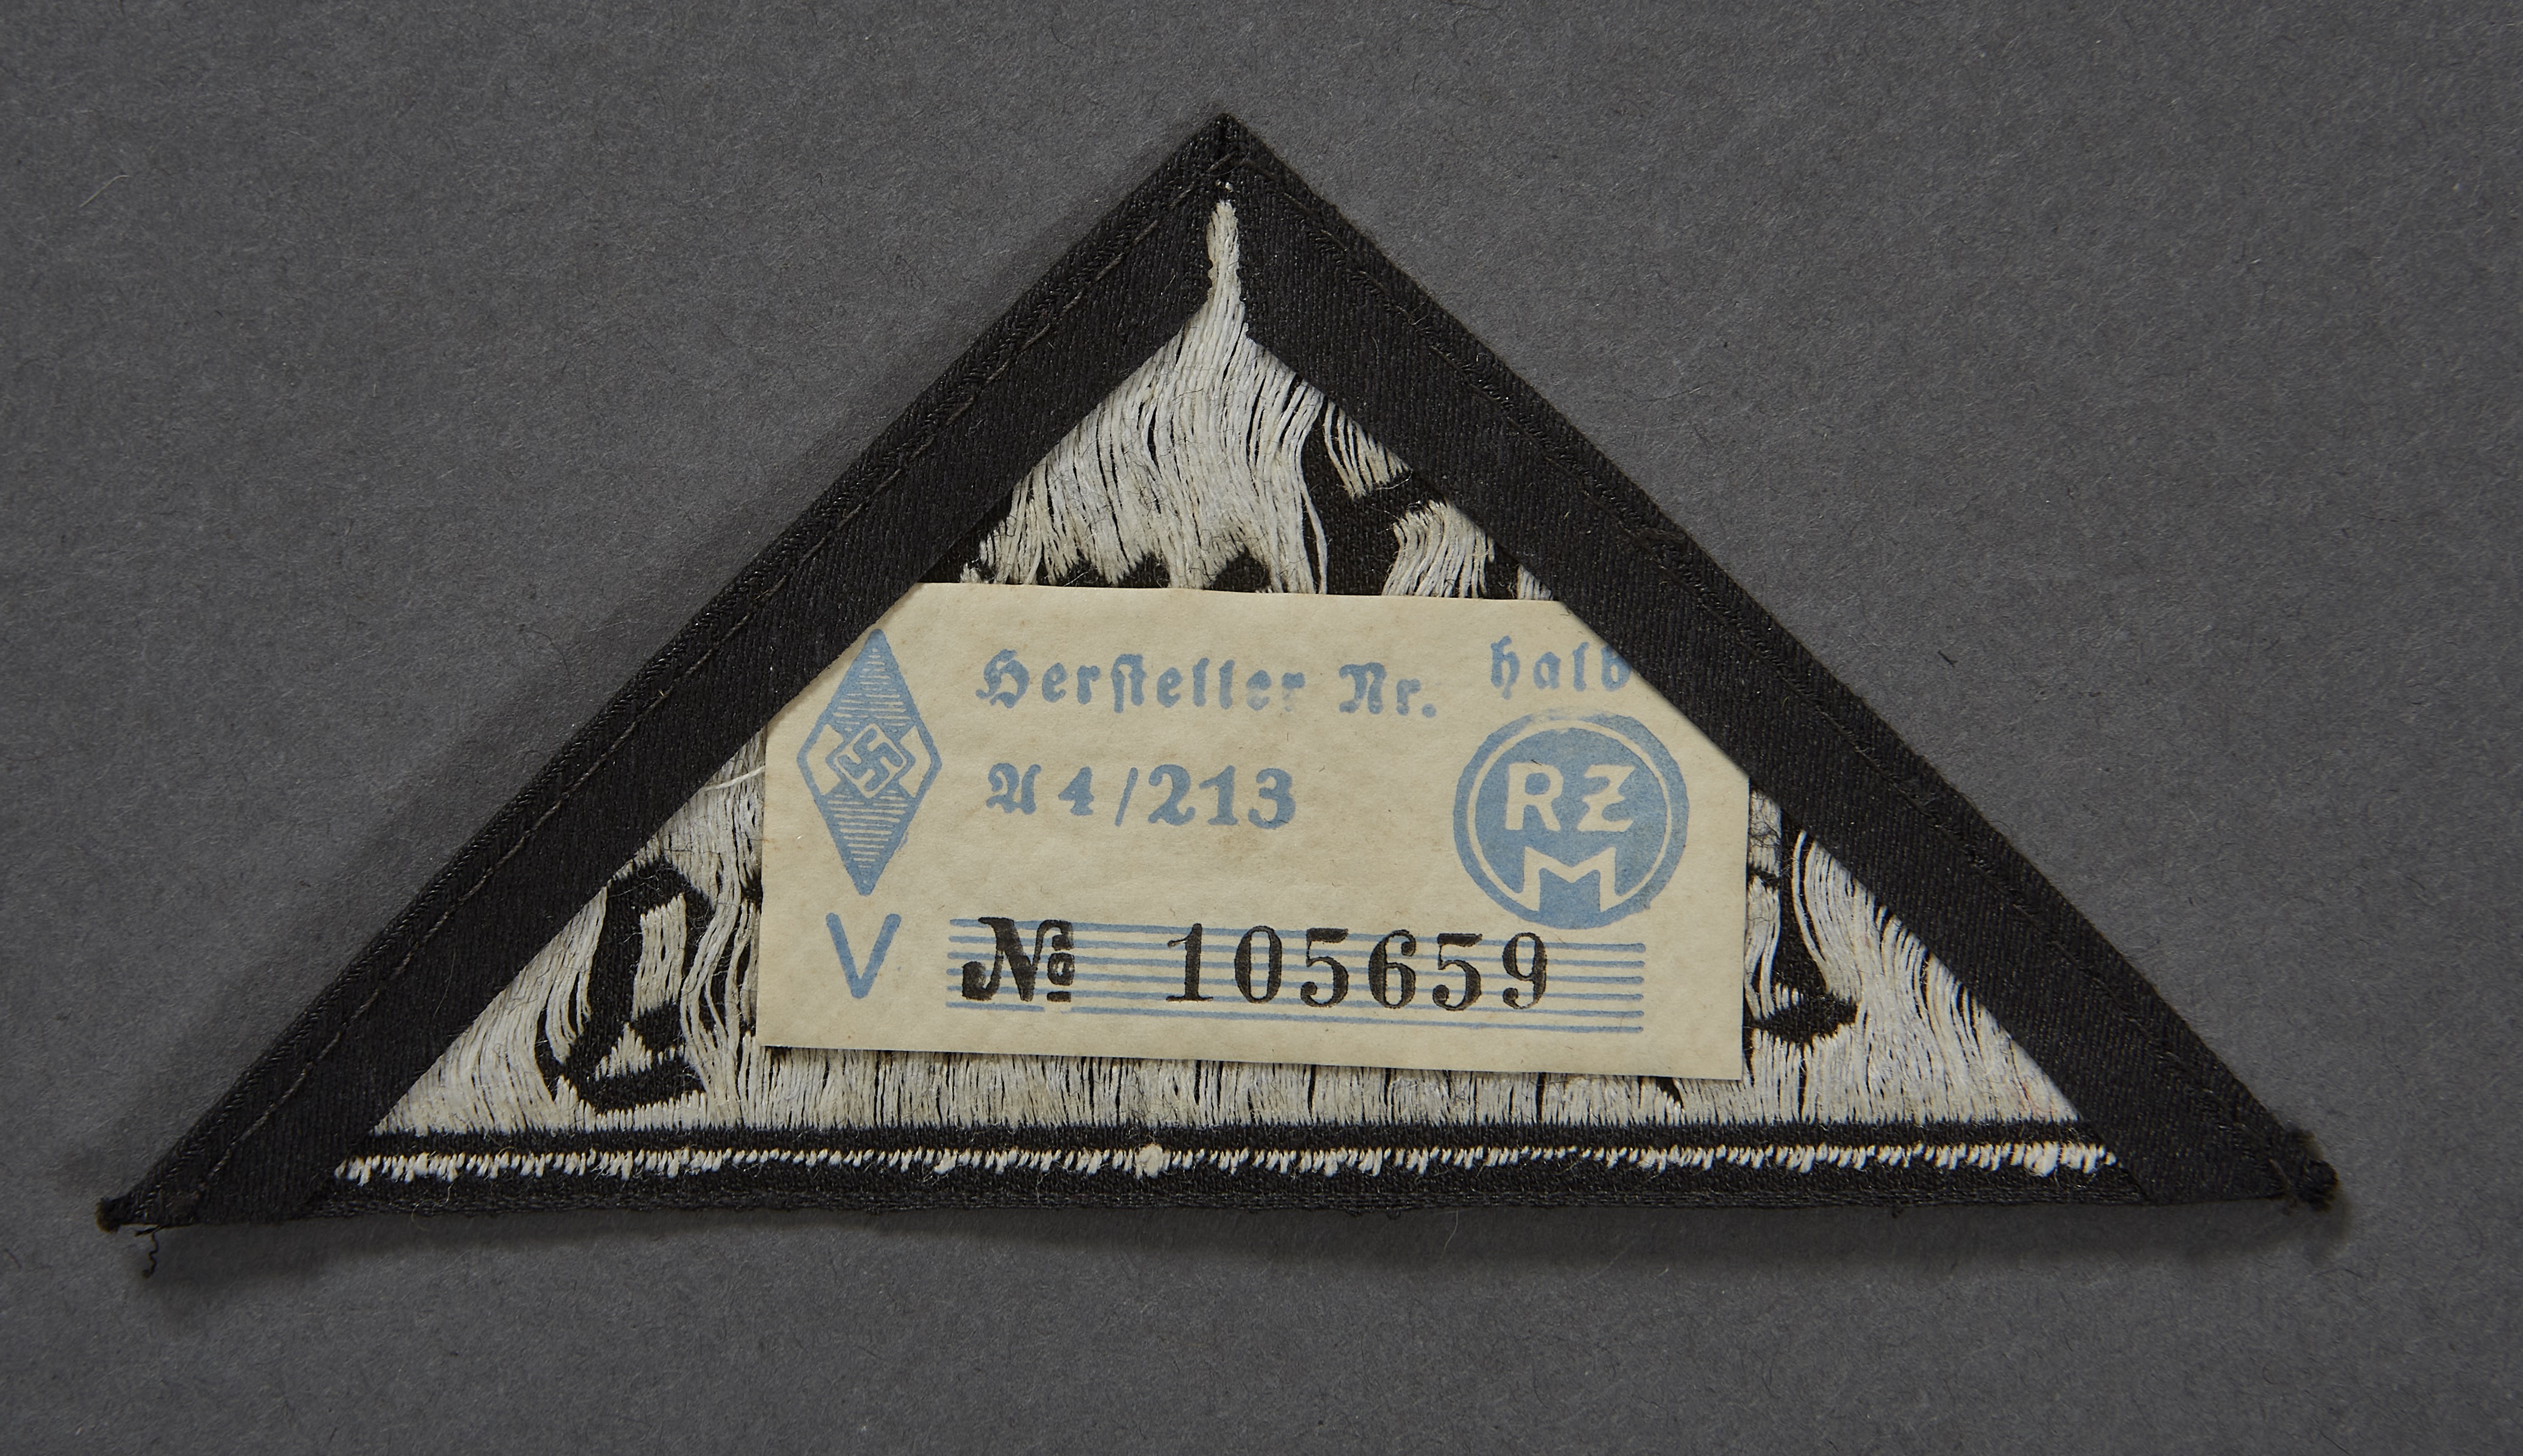 Hersteller Nr. halb
A 4/213
RZM
V № 105659